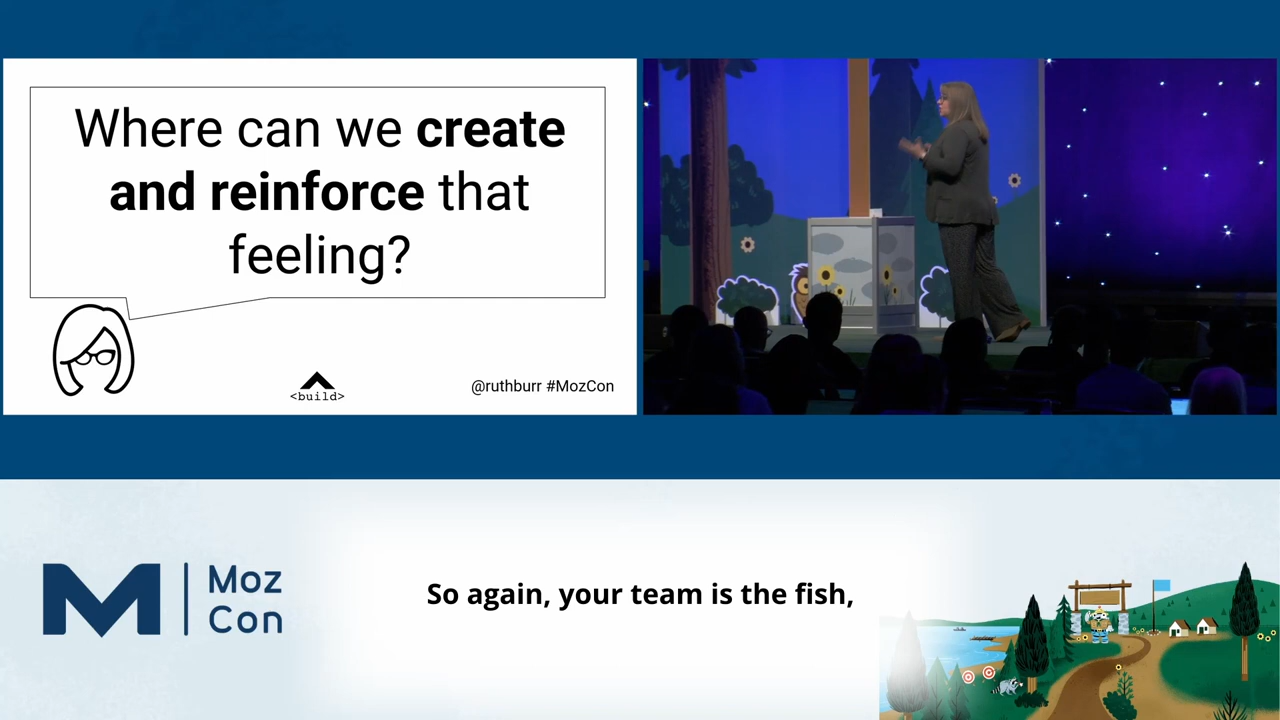 Where can we create
and reinforce that
feeling?
<build>
@ruthburr #MozCon
Moz
Con
So again, your team is the fish,